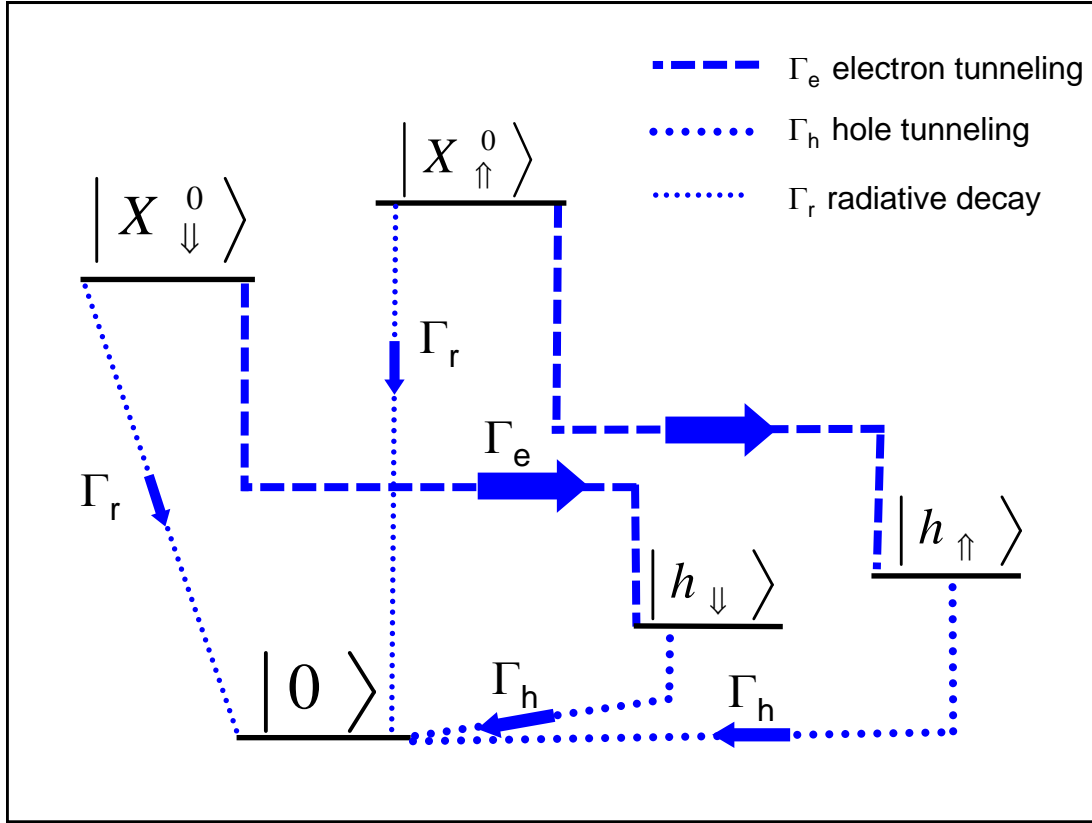 Γe electron tunneling
Γh hole tunneling
Γr radiative decay
| X 0 ⇑ ⟩
| X 0 ⇓ ⟩
Γr
Γe
Γr
| h ⇑ ⟩
| h ⇓ ⟩
| 0 ⟩
Γh
Γh